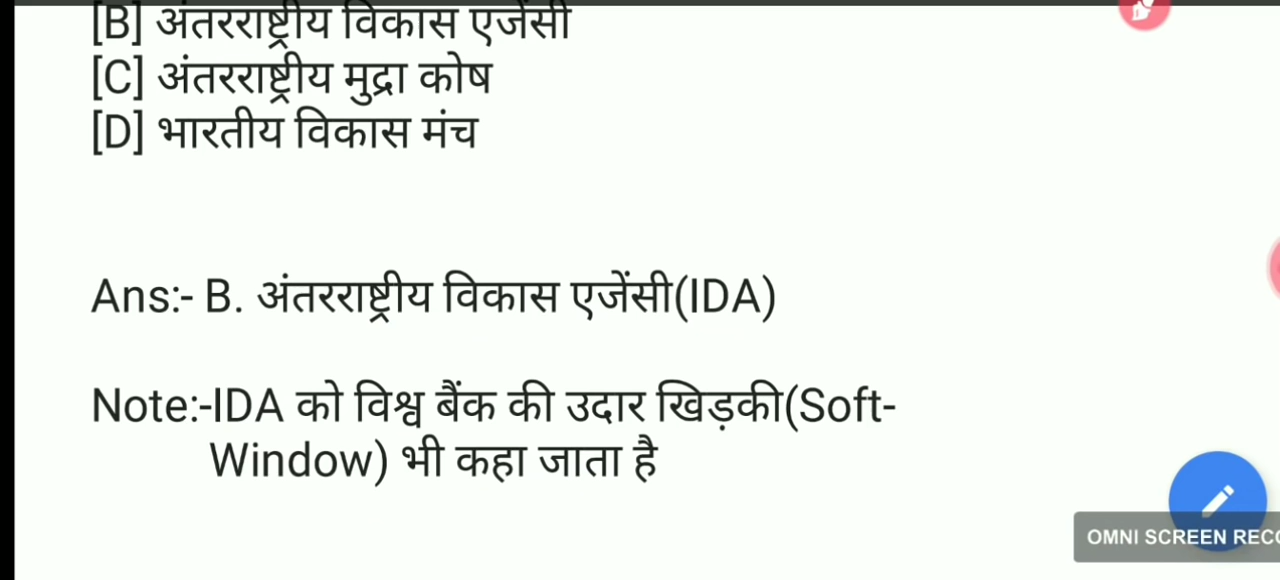 [B] अंतरराष्ट्रीय विकास एजेंसी
[C] अंतरराष्ट्रीय मुद्रा कोष
[D] भारतीय विकास मंच
Ans:- B. अंतरराष्ट्रीय विकास एजेंसी(IDA)
Note:-IDA को विश्व बैंक की उदार खिड़की(Soft-
Window) भी कहा जाता है
OMNI SCREEN REC